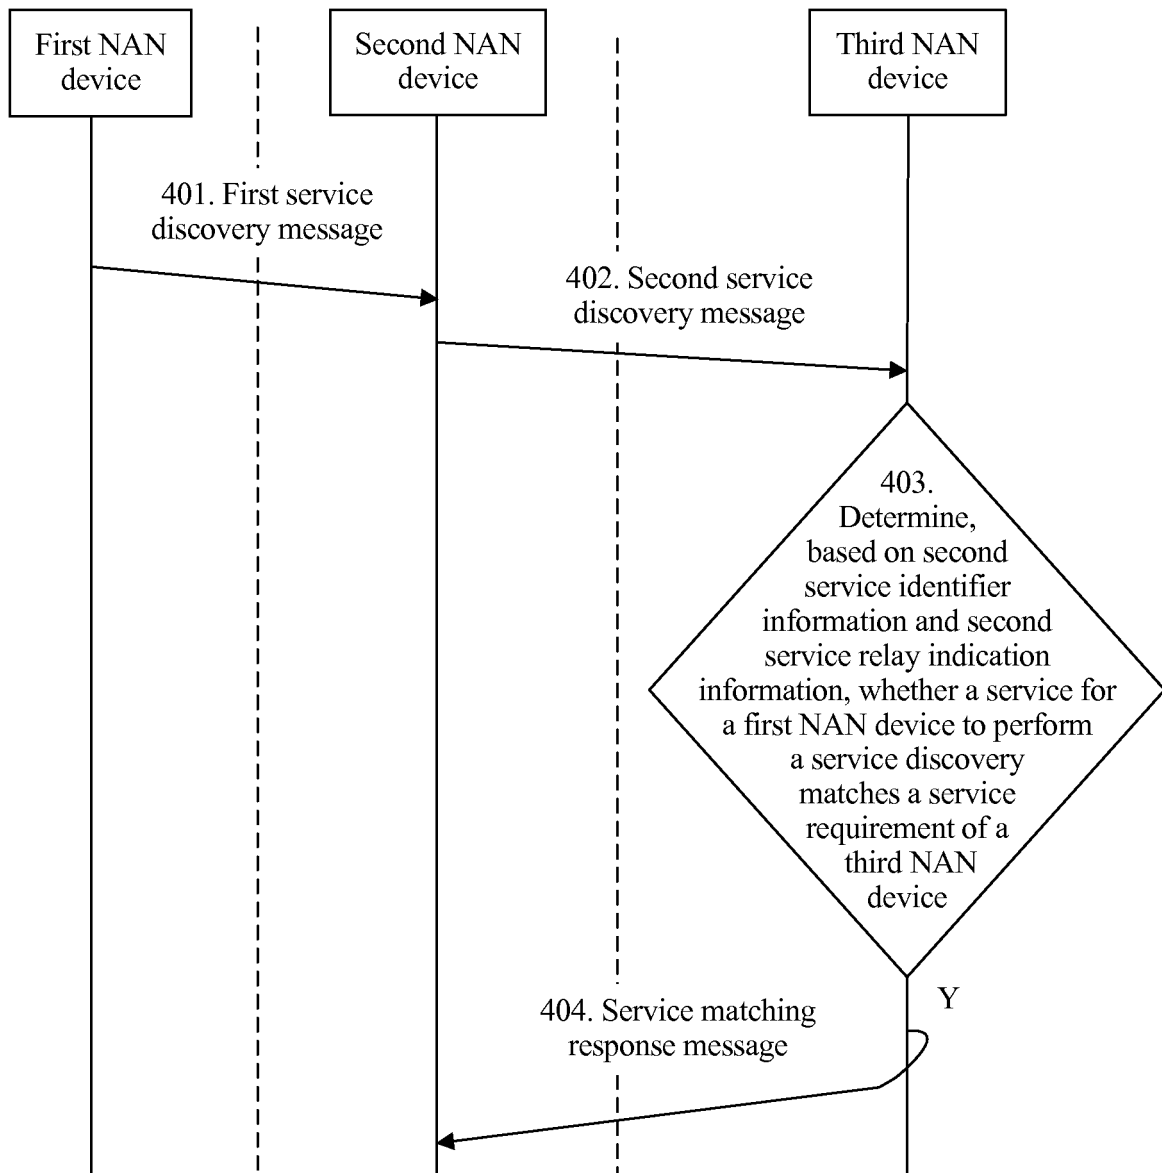 First NAN
device
Second NAN
device
Third NAN
device
401. First service
discovery message
402. Second service
discovery message
403.
Determine,
based on second
service identifier
information and second
service relay indication
information, whether a service for
a first NAN device to perform
a service discovery
matches a service
requirement of a
third NAN
device
Y
404. Service matching
response message